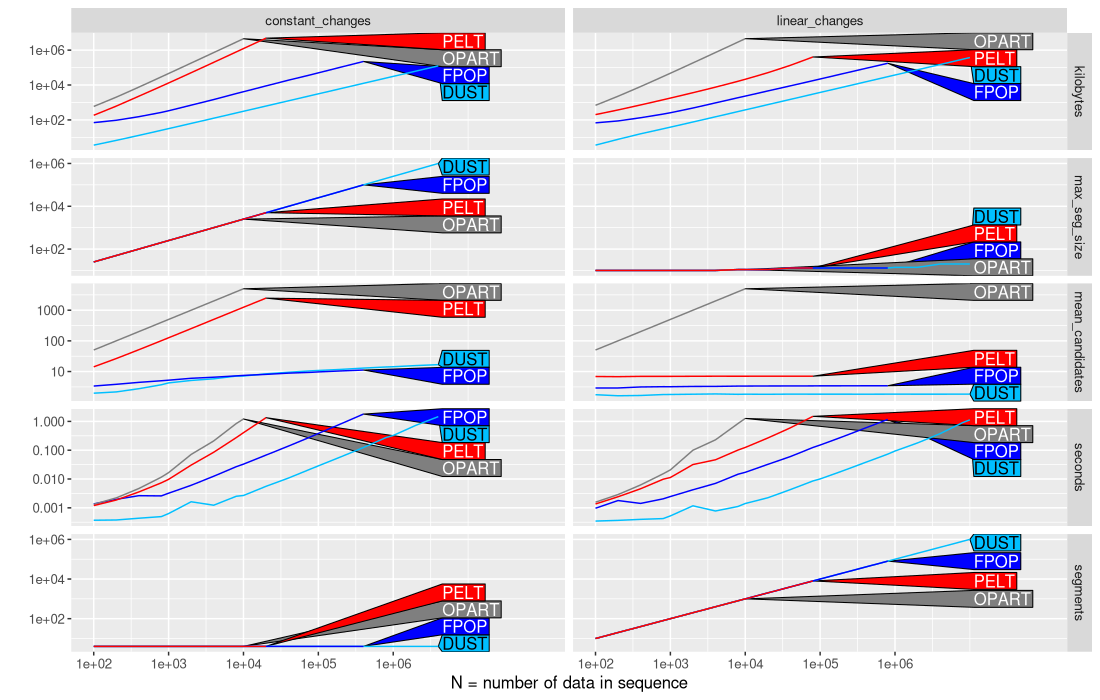 constant_changes
linear_changes
1e+06
1e+04
1e+02
PELT
OPART
FPOP
DUST
OPART
PELT
DUST
FPOP
kilobytes
1e+06
1e+04
1e+02
DUST
FPOP
PELT
OPART
DUST
PELT
FPOP
OPART
max_seg_size
1000
100
10
OPART
PELT
DUST
FPOP
OPART
PELT
FPOP
DUST
mean_candidates
1.000
0.100
0.010
0.001
FPOP
DUST
PELT
OPART
PELT
OPART
FPOP
DUST
seconds
1e+06
1e+04
1e+02
PELT
OPART
FPOP
DUST
DUST
FPOP
PELT
OPART
segments
1e+02 1e+03 1e+04 1e+05 1e+06
1e+02 1e+03 1e+04 1e+05 1e+06
N = number of data in sequence